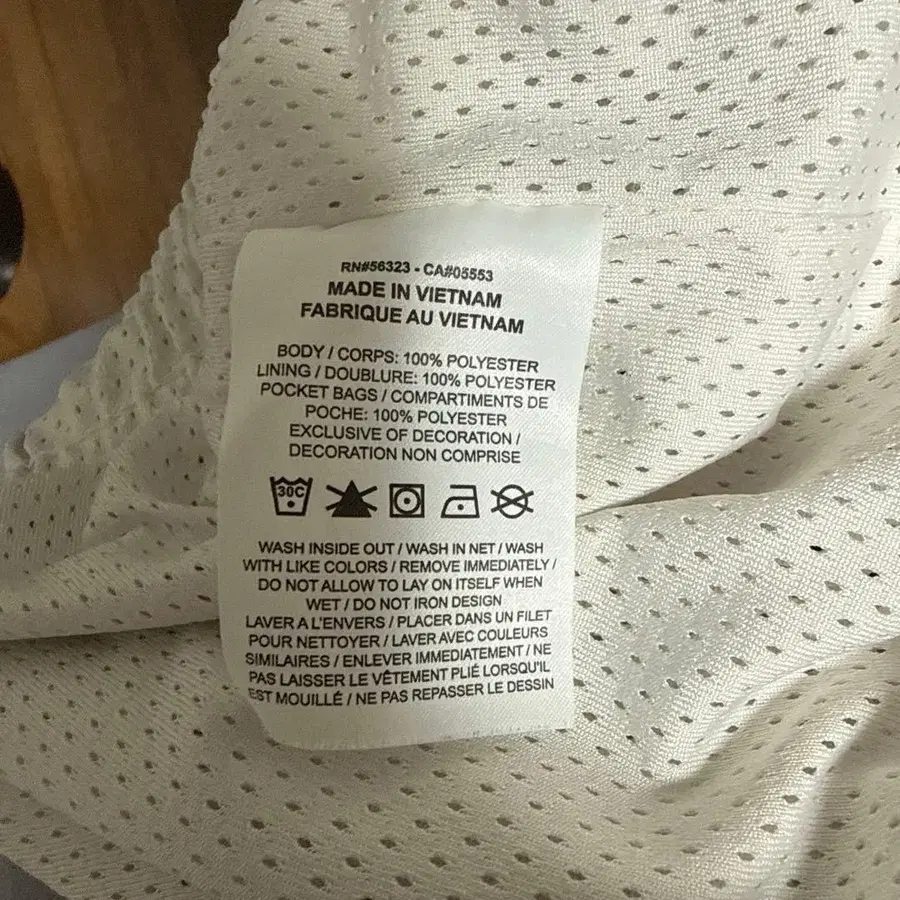 RN#56323 - CA#05553
MADE IN VIETNAM
FABRIQUE AU VIETNAM
BODY / CORPS: 100% POLYESTER
LINING / DOUBLURE: 100% POLYESTER
POCKET BAGS / COMPARTIMENTS DE
POCHE: 100% POLYESTER
EXCLUSIVE OF DECORATION /
DECORATION NON COMPRISE
30C
WASH INSIDE OUT / WASH IN NET / WASH
WITH LIKE COLORS / REMOVE IMMEDIATELY /
DO NOT ALLOW TO LAY ON ITSELF WHEN
WET / DO NOT IRON DESIGN
LAVER A L'ENVERS / PLACER DANS UN FILET
POUR NETTOYER / LAVER AVEC COULEURS
SIMILAIRES / ENLEVER IMMEDIATEMENT / NE
PAS LAISSER LE VÊTEMENT PLIÉ LORSQU'IL
EST MOUILLÉ / NE PAS REPASSER LE DESSIN